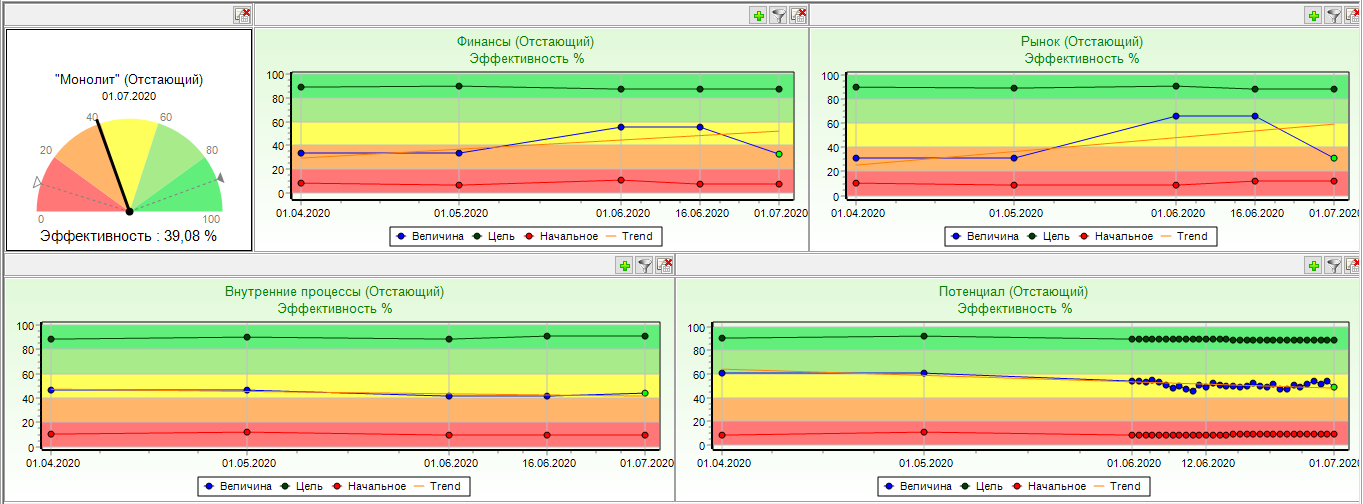 "Монолит" (Отстающий)
01.07.2020
0
20
40
60
80
100
Эффективность : 39,08 %
Финансы (Отстающий)
Эффективность %
100
80
60
40
20
0
01.04.2020 01.05.2020 01.06.2020 16.06.2020 01.07.2020
Величина Цель Начальное Trend
Рынок (Отстающий)
Эффективность %
100
80
60
40
20
0
01.04.2020 01.05.2020 01.06.2020 16.06.2020 01.07.2020
Величина Цель Начальное Trend
Внутренние процессы (Отстающий)
Эффективность %
100
80
60
40
20
0
01.04.2020 01.05.2020 01.06.2020 16.06.2020 01.07.2020
Величина Цель Начальное Trend
Потенциал (Отстающий)
Эффективность %
100
80
60
40
20
0
01.04.2020 01.05.2020 01.06.2020 12.06.2020 01.07.2020
Величина Цель Начальное Trend